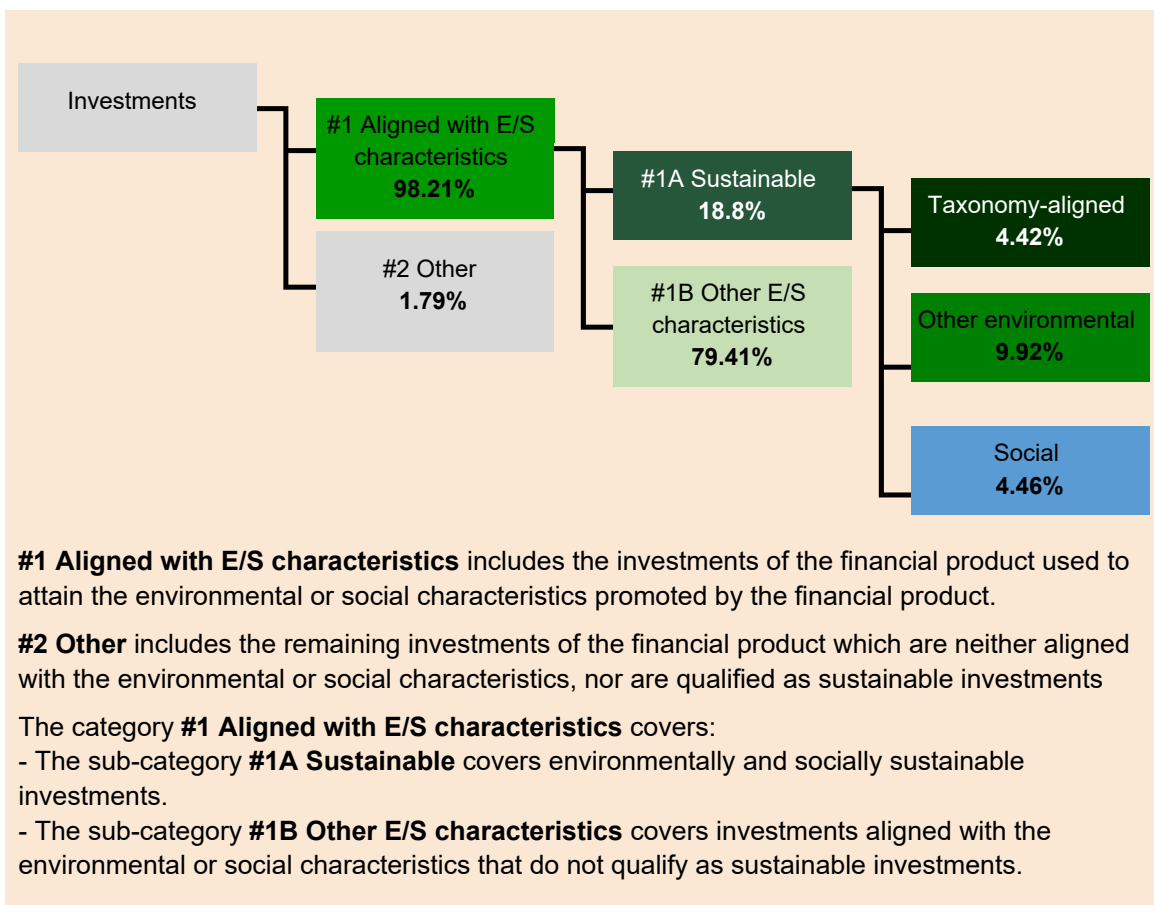 Investments
#1 Aligned with E/S
characteristics
98.21%
#2 Other
1.79%
#1A Sustainable
18.8%
#1B Other E/S
characteristics
79.41%
Taxonomy-aligned
4.42%
Other environmental
9.92%
Social
4.46%
#1 Aligned with E/S characteristics includes the investments of the financial product used to
attain the environmental or social characteristics promoted by the financial product.
#2 Other includes the remaining investments of the financial product which are neither aligned
with the environmental or social characteristics, nor are qualified as sustainable investments
The category #1 Aligned with E/S characteristics covers:
- The sub-category #1A Sustainable covers environmentally and socially sustainable
investments.
- The sub-category #1B Other E/S characteristics covers investments aligned with the
environmental or social characteristics that do not qualify as sustainable investments.